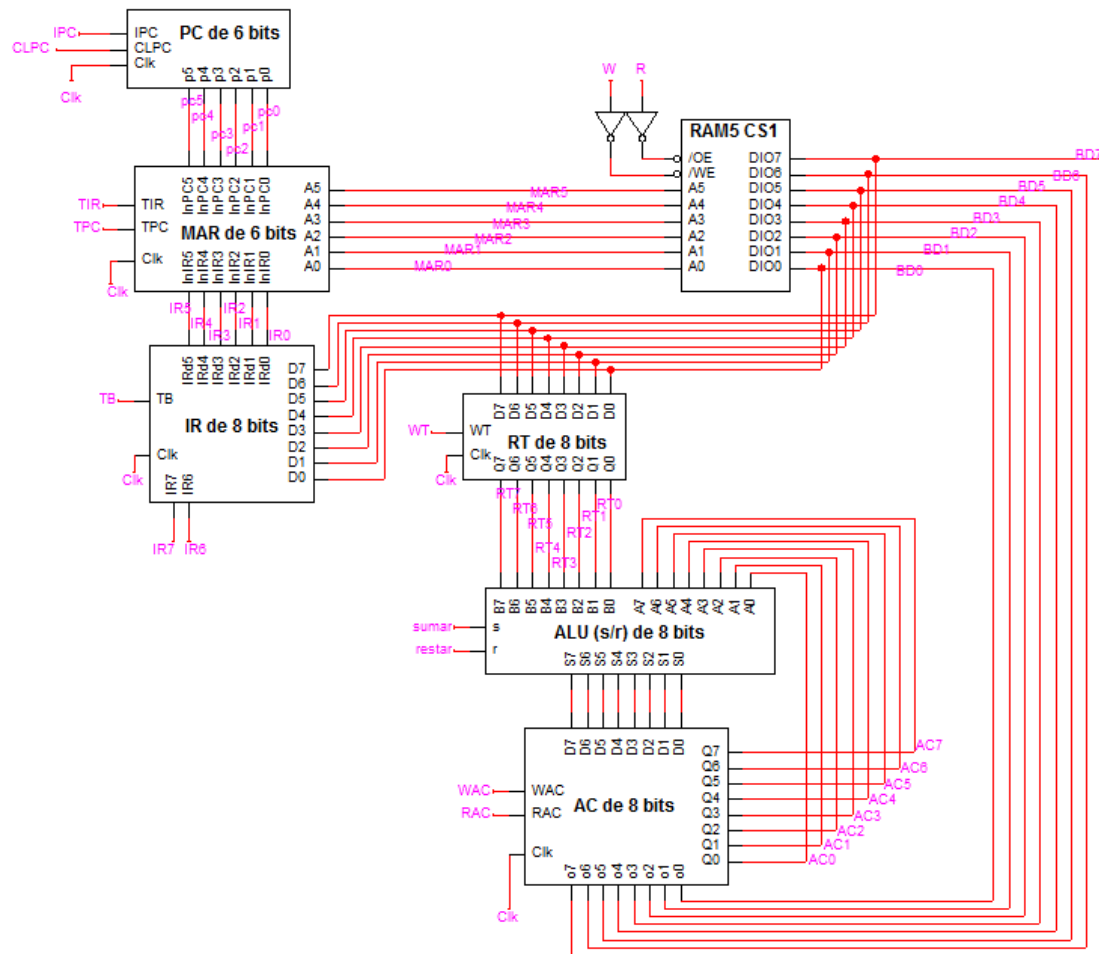 PC de 6 bits
IPC
IPC
CLPC
CLPC
Clk
Clk
p5 p4 p3 p2 p1 p0
pc5
pc4
pc3
pc2
pc1
pc0
InPC5 InPC4 InPC3 InPC2 InPC1 InPC0
TIR
TIR
TPC
TPC
MAR de 6 bits
Clk
Clk
InIR5 InIR4 InIR3 InIR2 InIR1 InIR0
A5
A4
A3
A2
A1
A0
MAR5
MAR4
MAR3
MAR2
MAR1
MAR0
W R
RAM5 CS1
/OE
/WE
A5
A4
A3
A2
A1
A0
DIO7
DIO6
DIO5
DIO4
DIO3
DIO2
DIO1
DIO0
BD7
BD6
BD5
BD4
BD3
BD2
BD1
BD0
IR5
IR4
IR3
IR2
IR1
IR0
IRd5 IRd4 IRd3 IRd2 IRd1 IRd0
TB
TB
IR de 8 bits
Clk
Clk
IR7 IR6
D7
D6
D5
D4
D3
D2
D1
D0
IR7 IR6
D7 D6 D5 D4 D3 D2 D1 D0
WT
WT
RT de 8 bits
Clk
Clk
Q7 Q6 Q5 Q4 Q3 Q2 Q1 Q0
RT7
RT6
RT5
RT4
RT3
RT2
RT1
RT0
B7 B6 B5 B4 B3 B2 B1 B0
A7 A6 A5 A4 A3 A2 A1 A0
sumar
s
restar
r
ALU (s/r) de 8 bits
S7 S6 S5 S4 S3 S2 S1 S0
D7 D6 D5 D4 D3 D2 D1 D0
WAC
WAC
RAC
RAC
AC de 8 bits
Clk
Clk
Q7
Q6
Q5
Q4
Q3
Q2
Q1
Q0
AC7
AC6
AC5
AC4
AC3
AC2
AC1
AC0
o7 o6 o5 o4 o3 o2 o1 o0